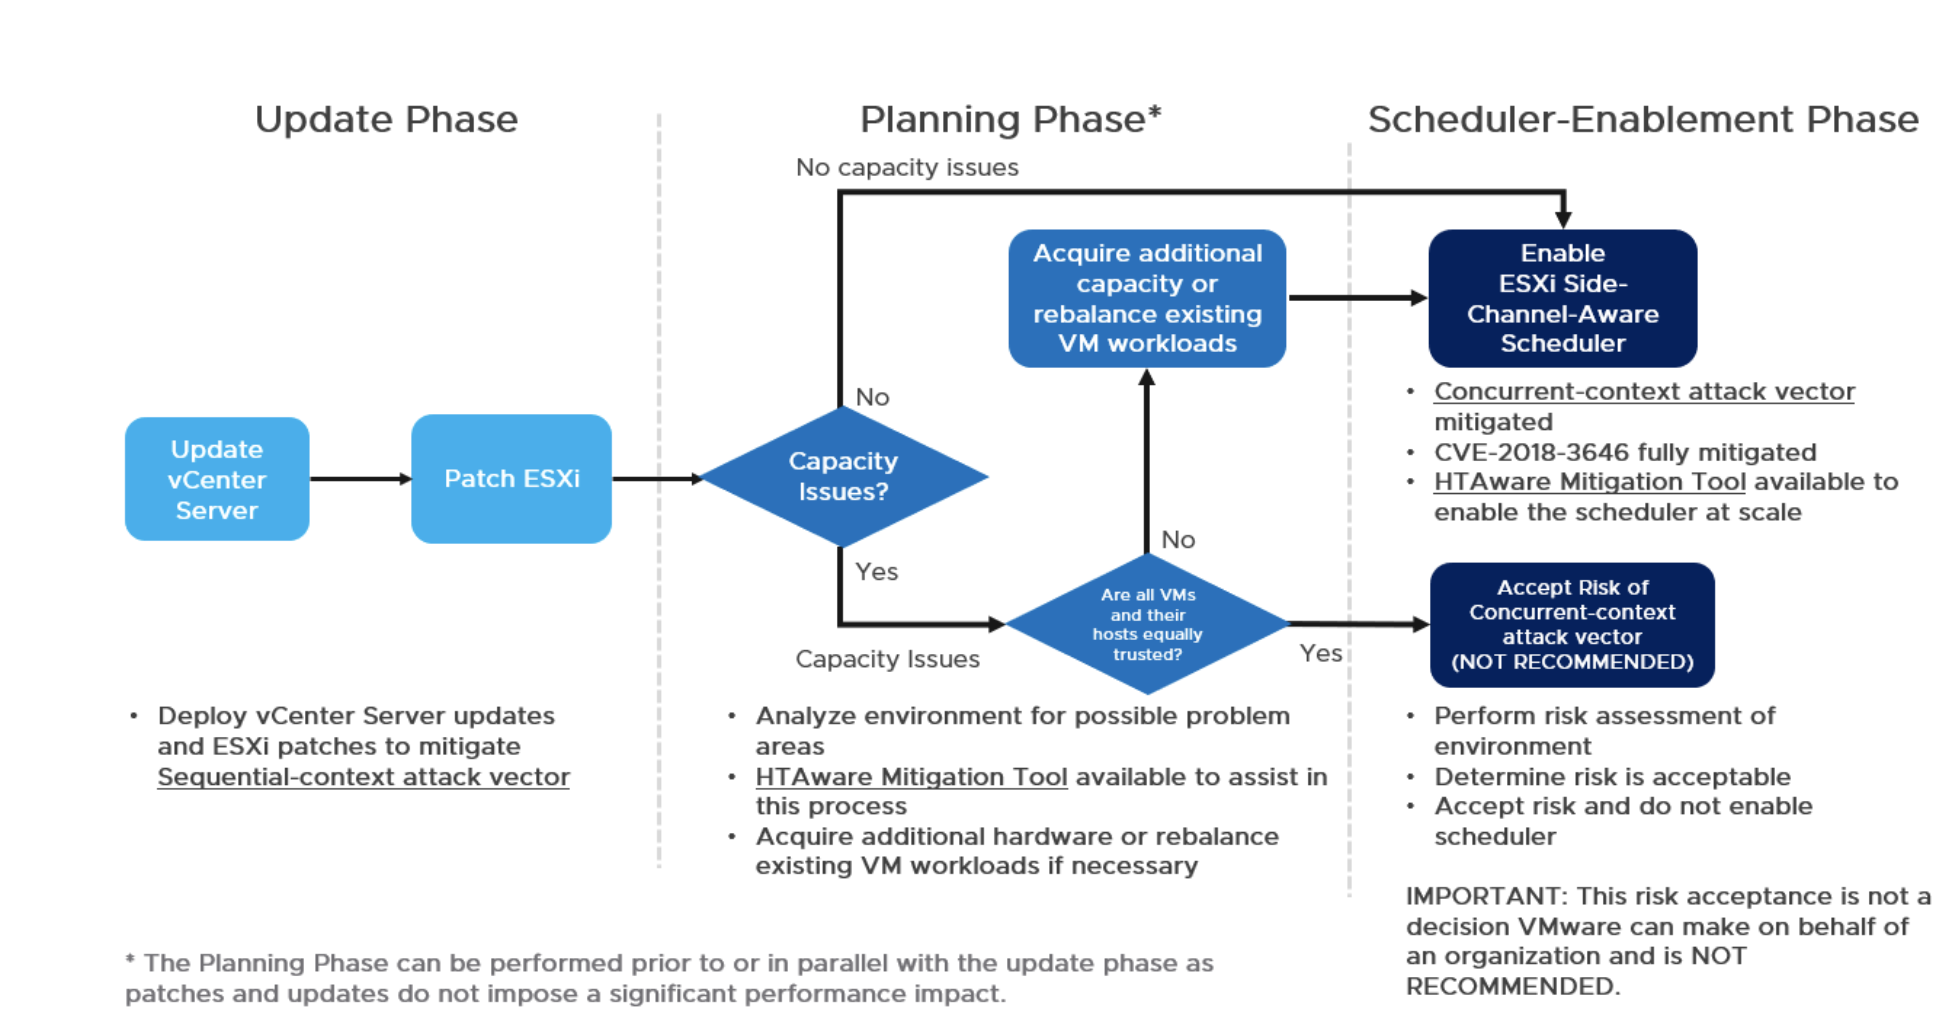 Update Phase
Planning Phase*
Scheduler-Enablement Phase
No capacity issues
Acquire additional
capacity or
rebalance existing
VM workloads
Enable
ESXi Side-
Channel-Aware
Scheduler
No
• Concurrent-context attack vector
mitigated
• CVE-2018-3646 fully mitigated
• HTAware Mitigation Tool available to
enable the scheduler at scale
Update
vCenter
Server
Patch ESXi
Capacity
Issues?
No
Yes
Are all VMs
and their
hosts equally
trusted?
Capacity Issues
Yes
Accept Risk of
Concurrent-context
attack vector
(NOT RECOMMENDED)
• Deploy vCenter Server updates
and ESXi patches to mitigate
Sequential-context attack vector
• Analyze environment for possible problem
areas
• HTAware Mitigation Tool available to assist in
this process
• Acquire additional hardware or rebalance
existing VM workloads if necessary
• Perform risk assessment of
environment
• Determine risk is acceptable
• Accept risk and do not enable
scheduler
IMPORTANT: This risk acceptance is not a
decision VMware can make on behalf of
an organization and is NOT
RECOMMENDED.
* The Planning Phase can be performed prior to or in parallel with the update phase as
patches and updates do not impose a significant performance impact.